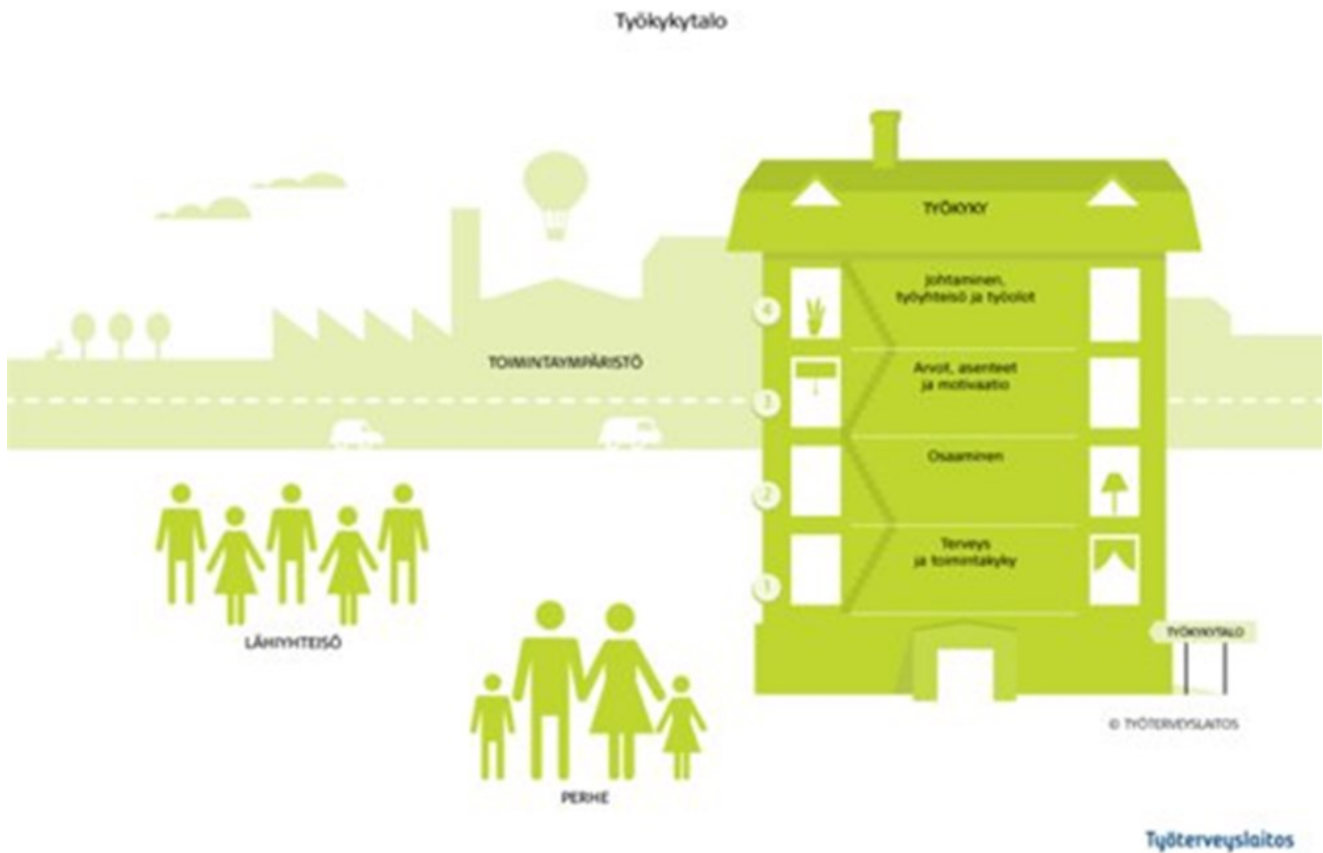 Työkykytalo
TYÖKYKY
4
Johtaminen,
työyhteisö ja työolot
3
Arvot, asenteet
ja motivaatio
2
Osaaminen
1
Terveys
ja toimintakyky
TOIMINTAYMPÄRISTÖ
LÄHIYHTEISÖ
PERHE
TYÖKYKYTALO
© TYÖTERVEYSLAITOS
Työterveyslaitos